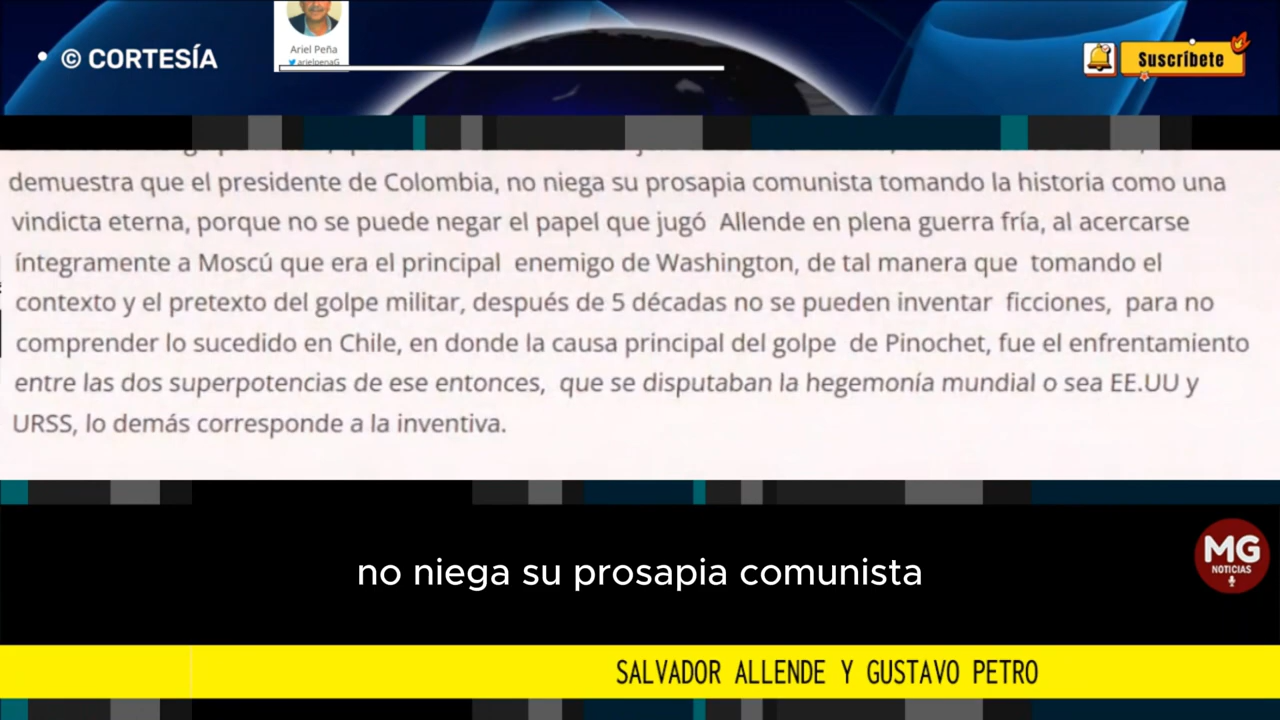 © CORTESÍA
Ariel Peña
arielpenaG
Suscríbete
demuestra que el presidente de Colombia, no niega su prosapia comunista tomando la historia como una
vindicta eterna, porque no se puede negar el papel que jugó Allende en plena guerra fría, al acercarse
íntegramente a Moscú que era el principal enemigo de Washington, de tal manera que tomando el
contexto y el pretexto del golpe militar, después de 5 décadas no se pueden inventar ficciones, para no
comprender lo sucedido en Chile, en donde la causa principal del golpe de Pinochet, fue el enfrentamiento
entre las dos superpotencias de ese entonces, que se disputaban la hegemonía mundial o sea EE.UU y
URSS, lo demás corresponde a la inventiva.
MG
NOTICIAS
no niega su prosapia comunista
SALVADOR ALLENDE Y GUSTAVO PETRO